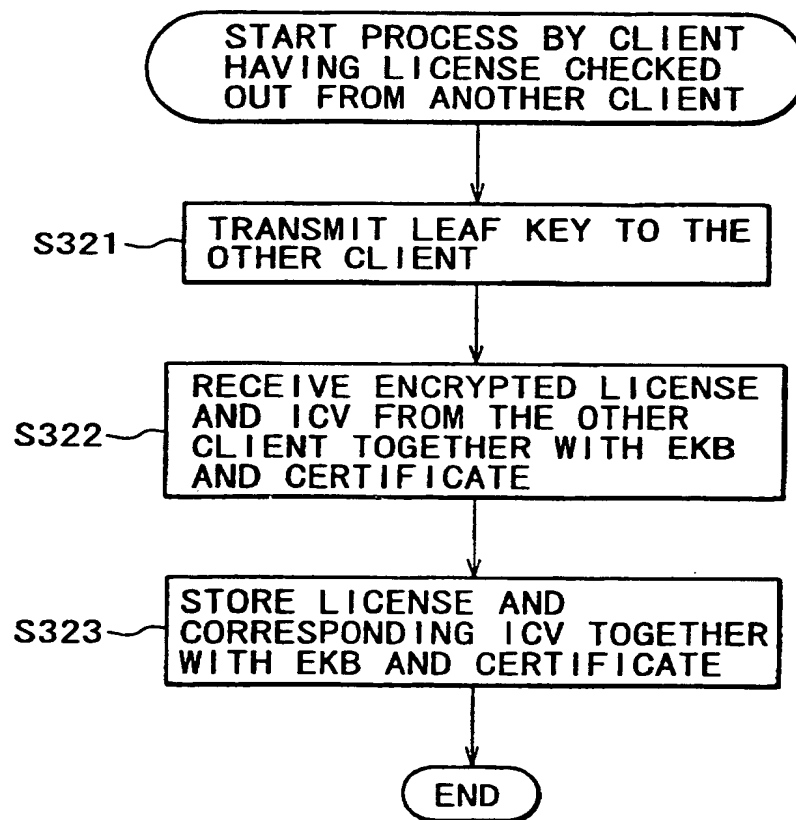 START PROCESS BY CLIENT
HAVING LICENSE CHECKED
OUT FROM ANOTHER CLIENT
S321
TRANSMIT LEAF KEY TO THE
OTHER CLIENT
S322
RECEIVE ENCRYPTED LICENSE
AND ICV FROM THE OTHER
CLIENT TOGETHER WITH EKB
AND CERTIFICATE
S323
STORE LICENSE AND
CORRESPONDING ICV TOGETHER
WITH EKB AND CERTIFICATE
END